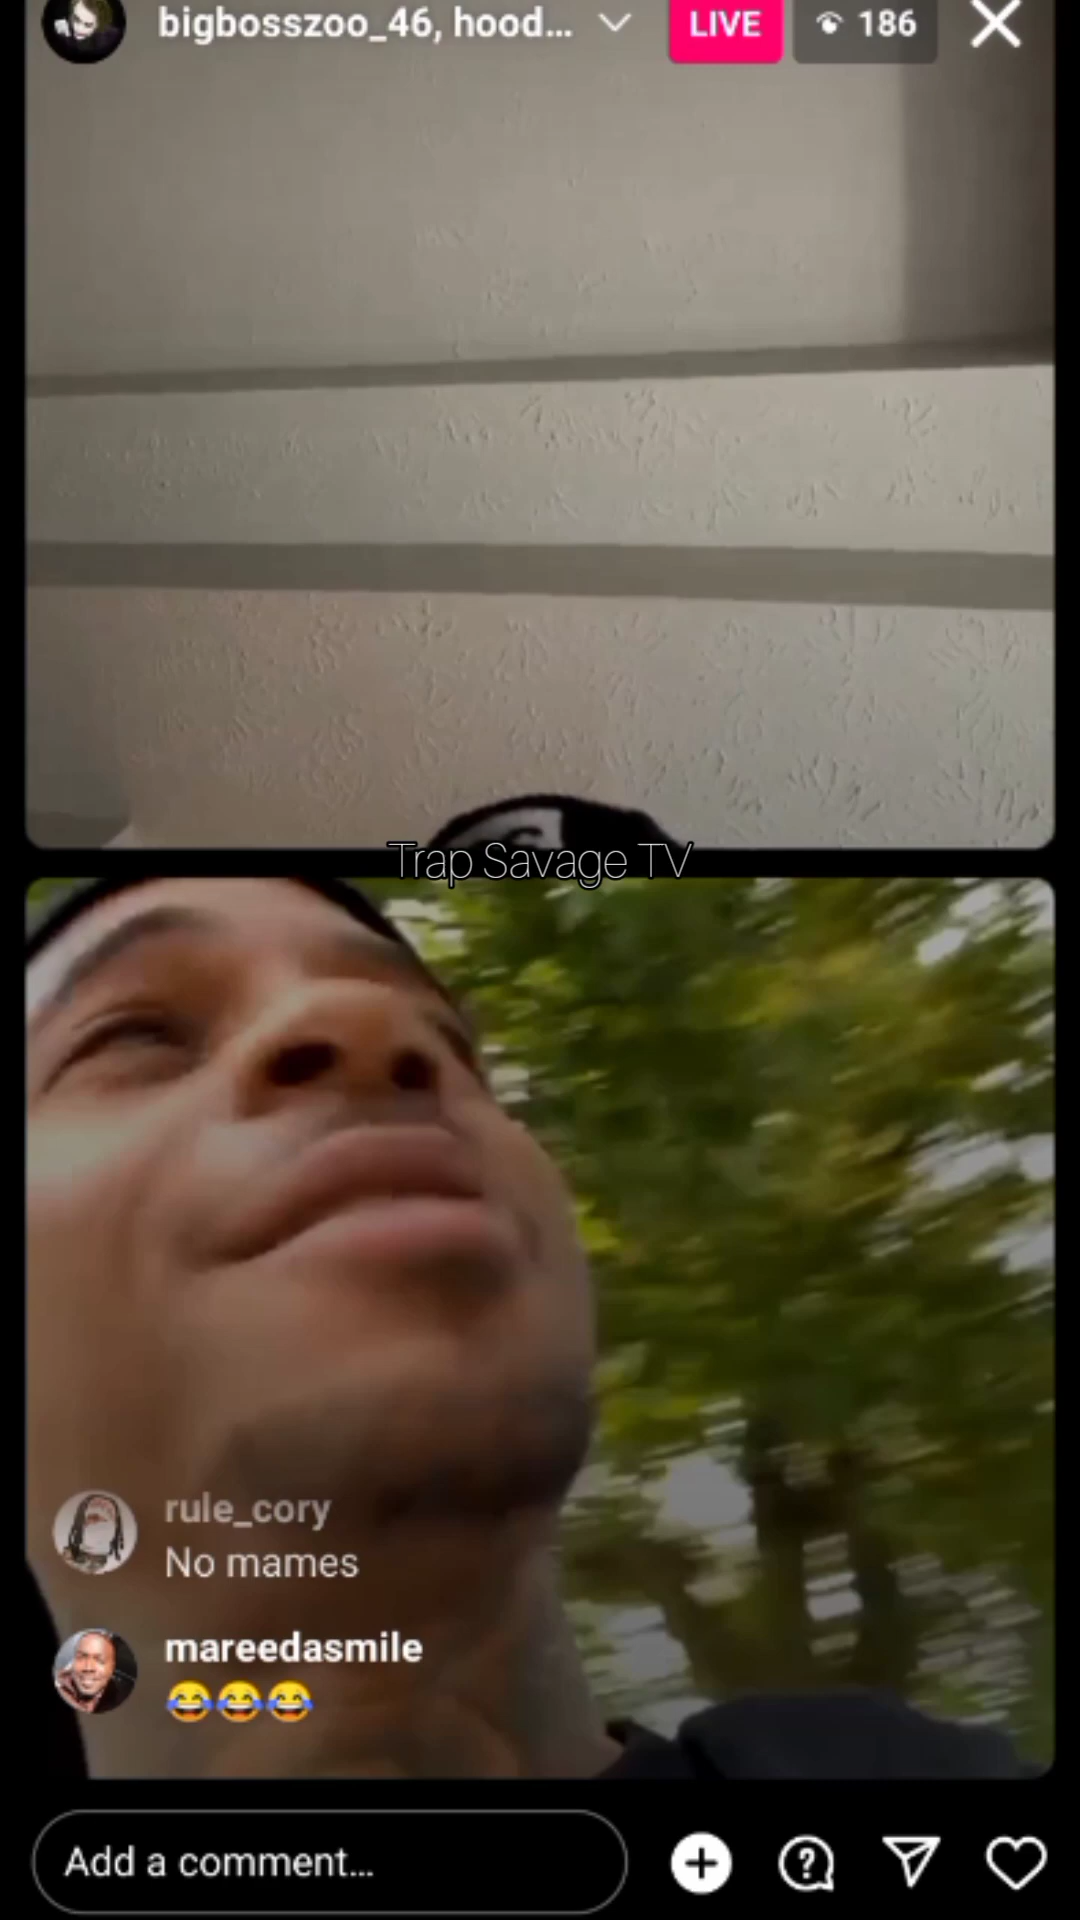 bigbosszoo_46, hood...
LIVE
186
Trap Savage TV
rule_cory
No mames
mareedasmile
😂😂😂
Add a comment...